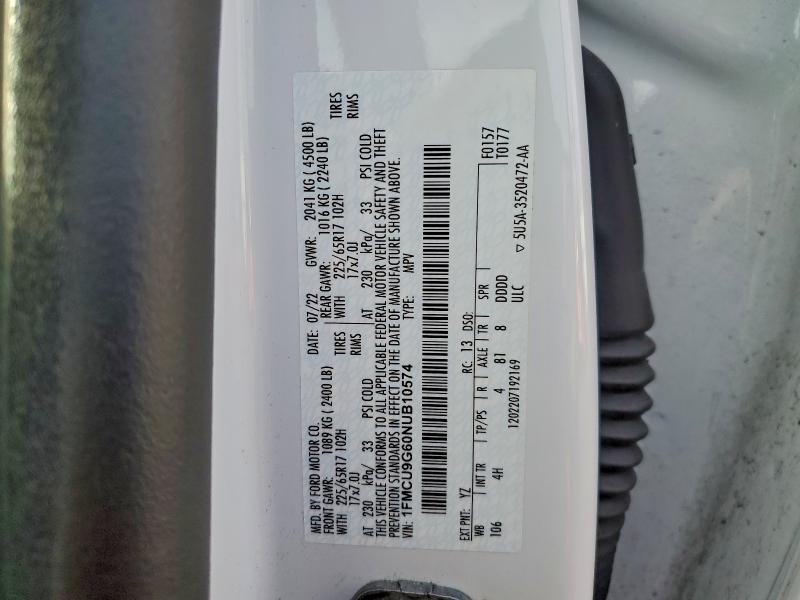 MFD. BY FORD MOTOR CO.
DATE: 07/22 GVWR: 2041 KG ( 4500 LB)
FRONT GAWR: 1089 KG ( 2400 LB) REAR GAWR: 1016 KG ( 2240 LB)
WITH 225/65R17 102H TIRES WITH 225/65R17 102H TIRES
17x7.0J RIMS 17x7.0J RIMS
AT 230 kPa/ 33 PSI COLD AT 230 kPa/ 33 PSI COLD
THIS VEHICLE CONFORMS TO ALL APPLICABLE FEDERAL MOTOR VEHICLE SAFETY AND THEFT
PREVENTION STANDARDS IN EFFECT ON THE DATE OF MANUFACTURE SHOWN ABOVE.
VIN: 1FMCU9G60NUB10574 TYPE: MPV
F0157
EXT PNT: YZ RC: 13 DSO: T0177
WB INT TR TP/PS R AXLE TR SPR
106 4H 4 81 8 DDDD
1202207192169 ULC ▽ 5U5A-3520472-AA